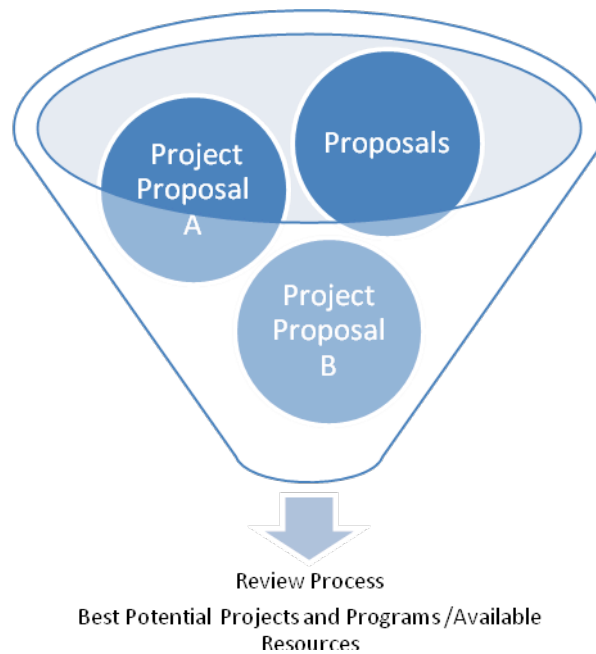 Project
Proposal
A
Proposals
Project
Proposal
B
Review Process
Best Potential Projects and Programs /Available
Resources